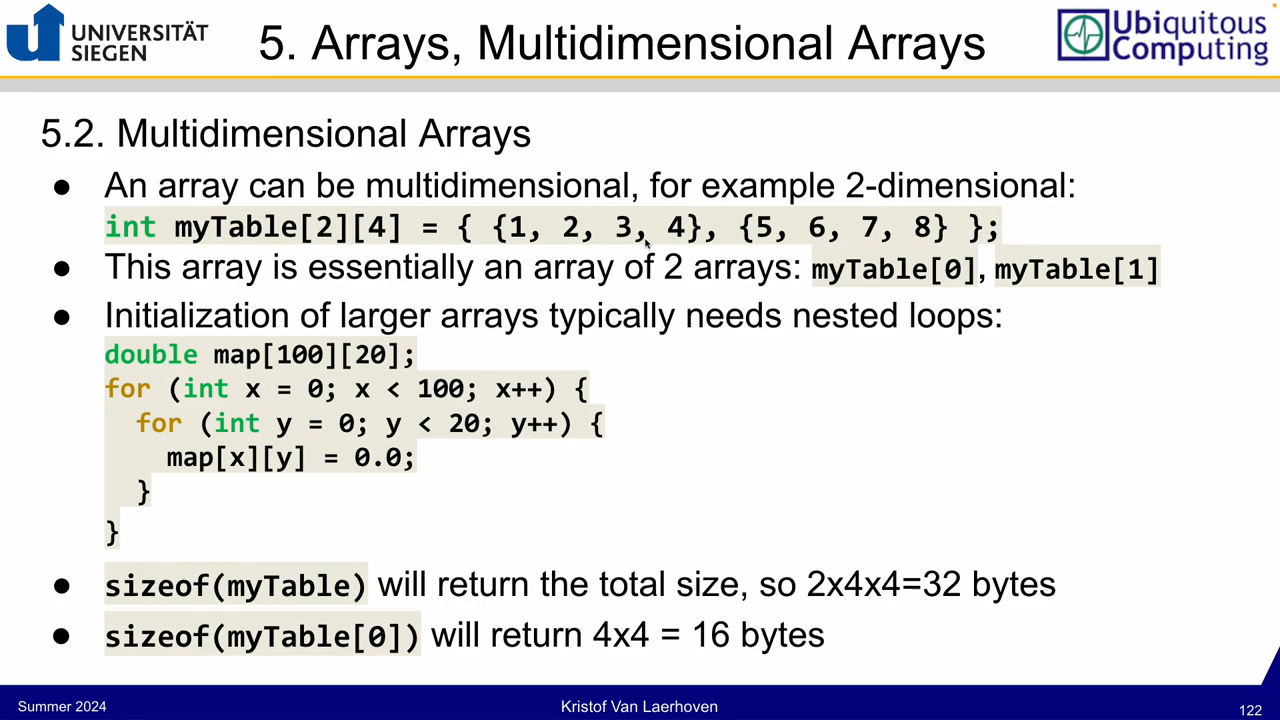 UNIVERSITÄT
SIEGEN
5. Arrays, Multidimensional Arrays
Ubiquitous
Computing
5.2. Multidimensional Arrays
● An array can be multidimensional, for example 2-dimensional:
int myTable[2][4] = { {1, 2, 3, 4}, {5, 6, 7, 8} };
● This array is essentially an array of 2 arrays: myTable[0], myTable[1]
● Initialization of larger arrays typically needs nested loops:
double map[100][20];
for (int x = 0; x < 100; x++) {
  for (int y = 0; y < 20; y++) {
    map[x][y] = 0.0;
  }
}
● sizeof(myTable) will return the total size, so 2x4x4=32 bytes
● sizeof(myTable[0]) will return 4x4 = 16 bytes
Summer 2024
Kristof Van Laerhoven
122